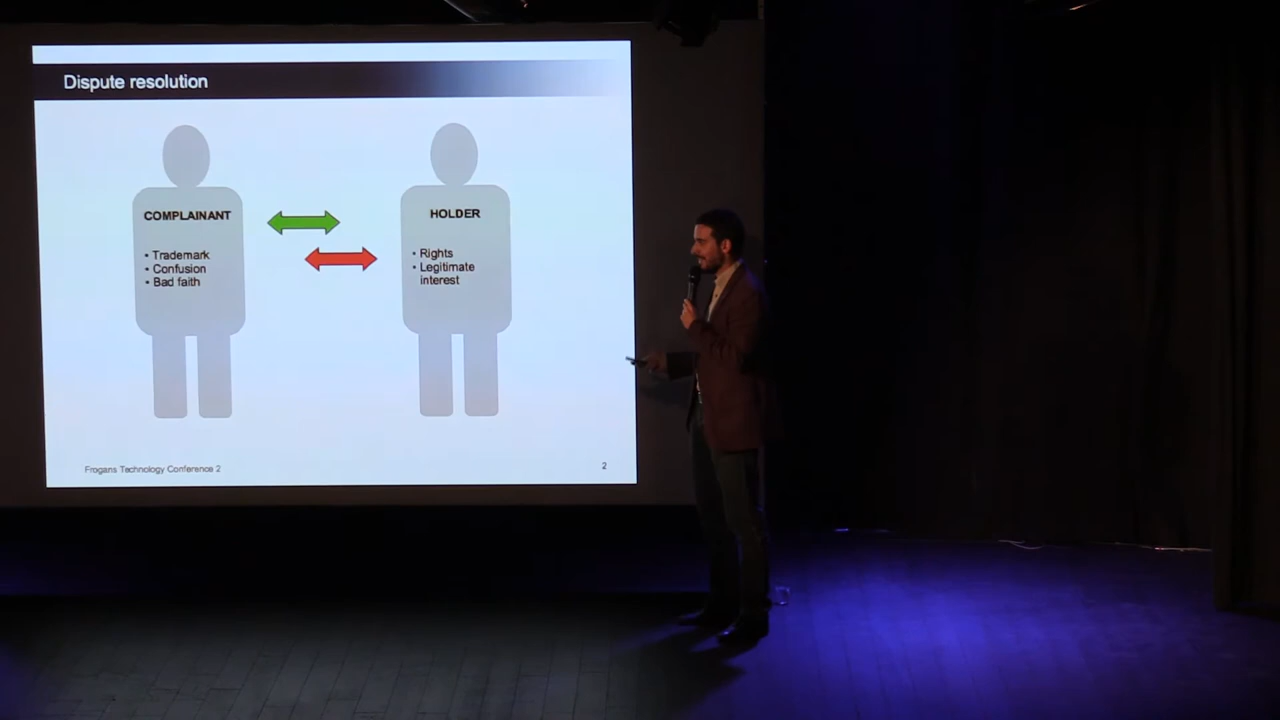 Dispute resolution
COMPLAINANT
• Trademark
• Confusion
• Bad faith
HOLDER
• Rights
• Legitimate
interest
Frogans Technology Conference 2
2